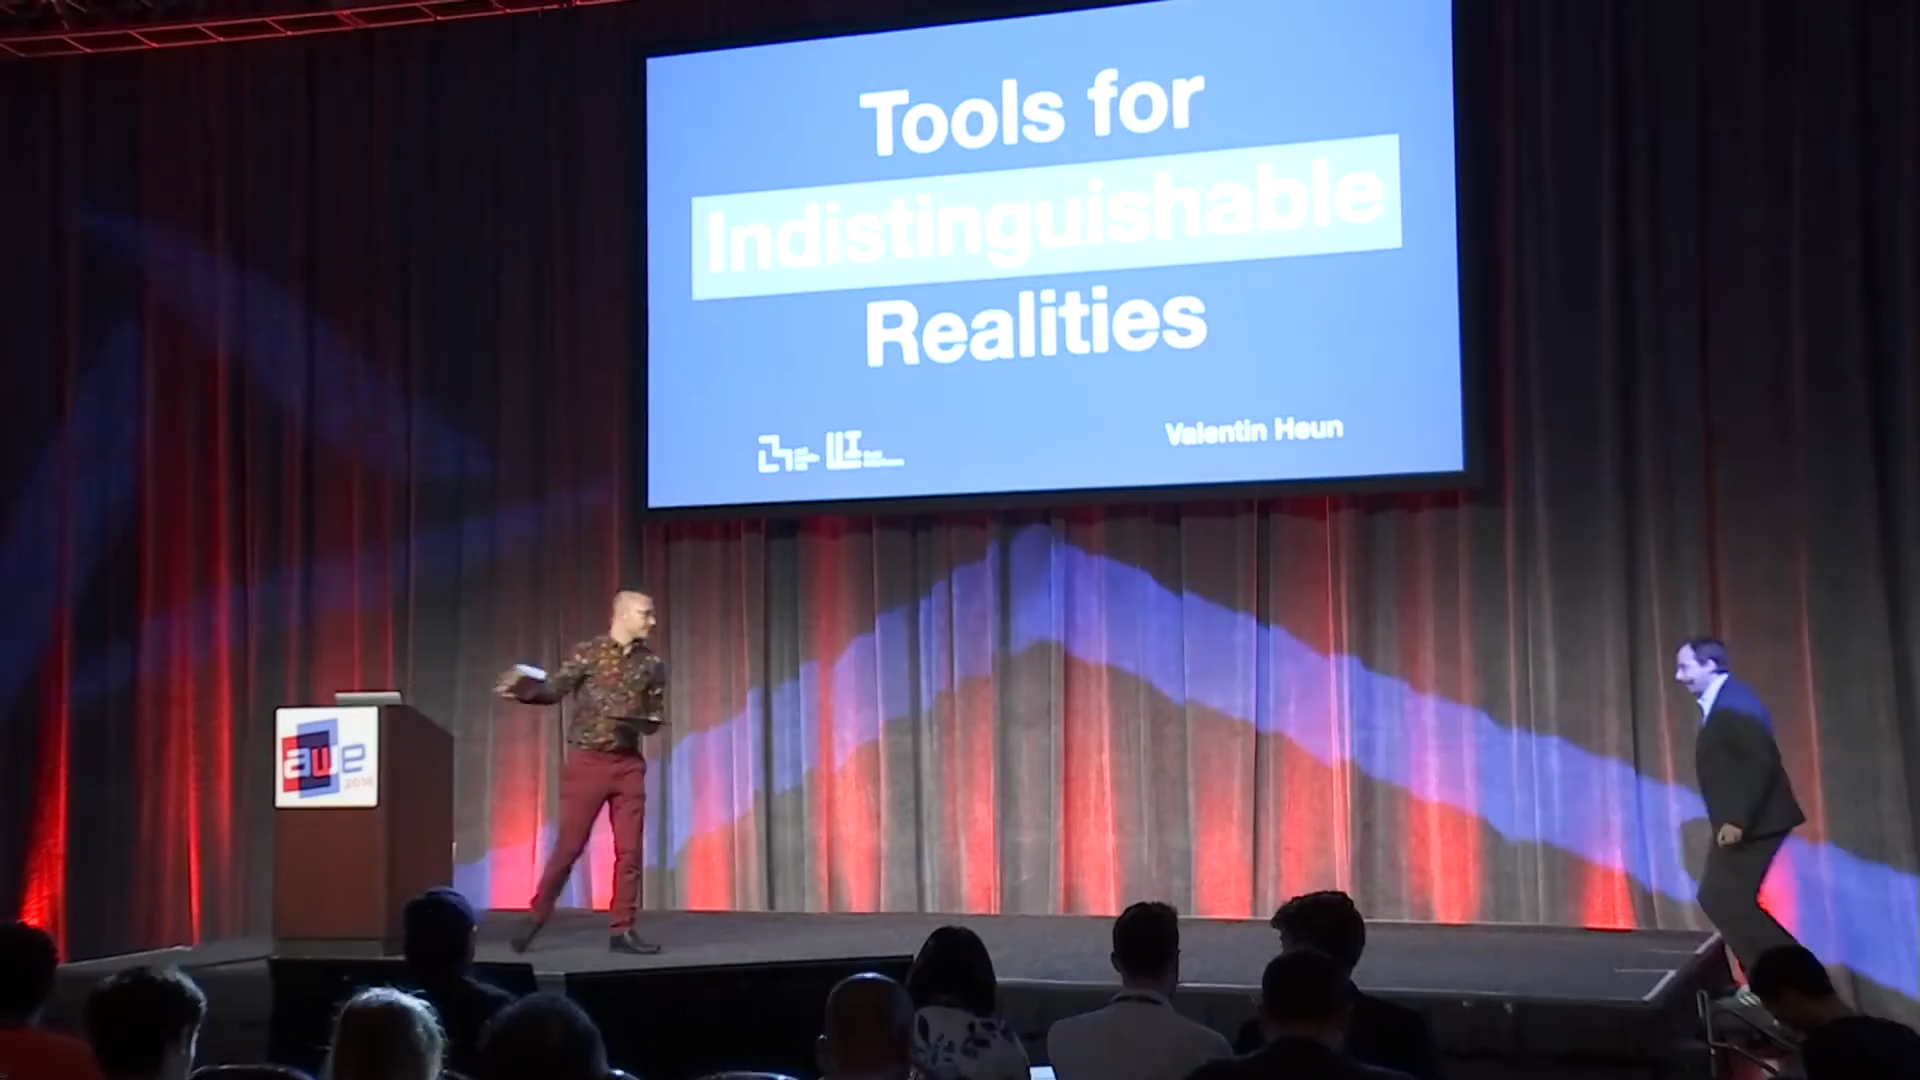 Tools for
Indistinguishable
Realities
Valentin Heun
awe